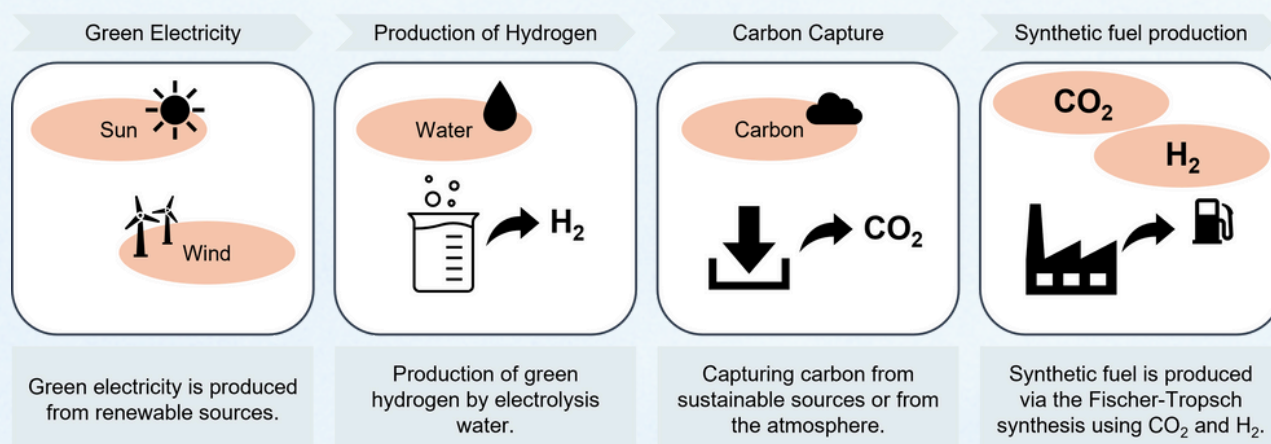 Green Electricity
Production of Hydrogen
Carbon Capture
Synthetic fuel production
Sun
Wind
Water
H₂
Carbon
CO₂
CO₂
H₂
Green electricity is produced
from renewable sources.
Production of green
hydrogen by electrolysis
water.
Capturing carbon from
sustainable sources or from
the atmosphere.
Synthetic fuel is produced
via the Fischer-Tropsch
synthesis using CO₂ and H₂.